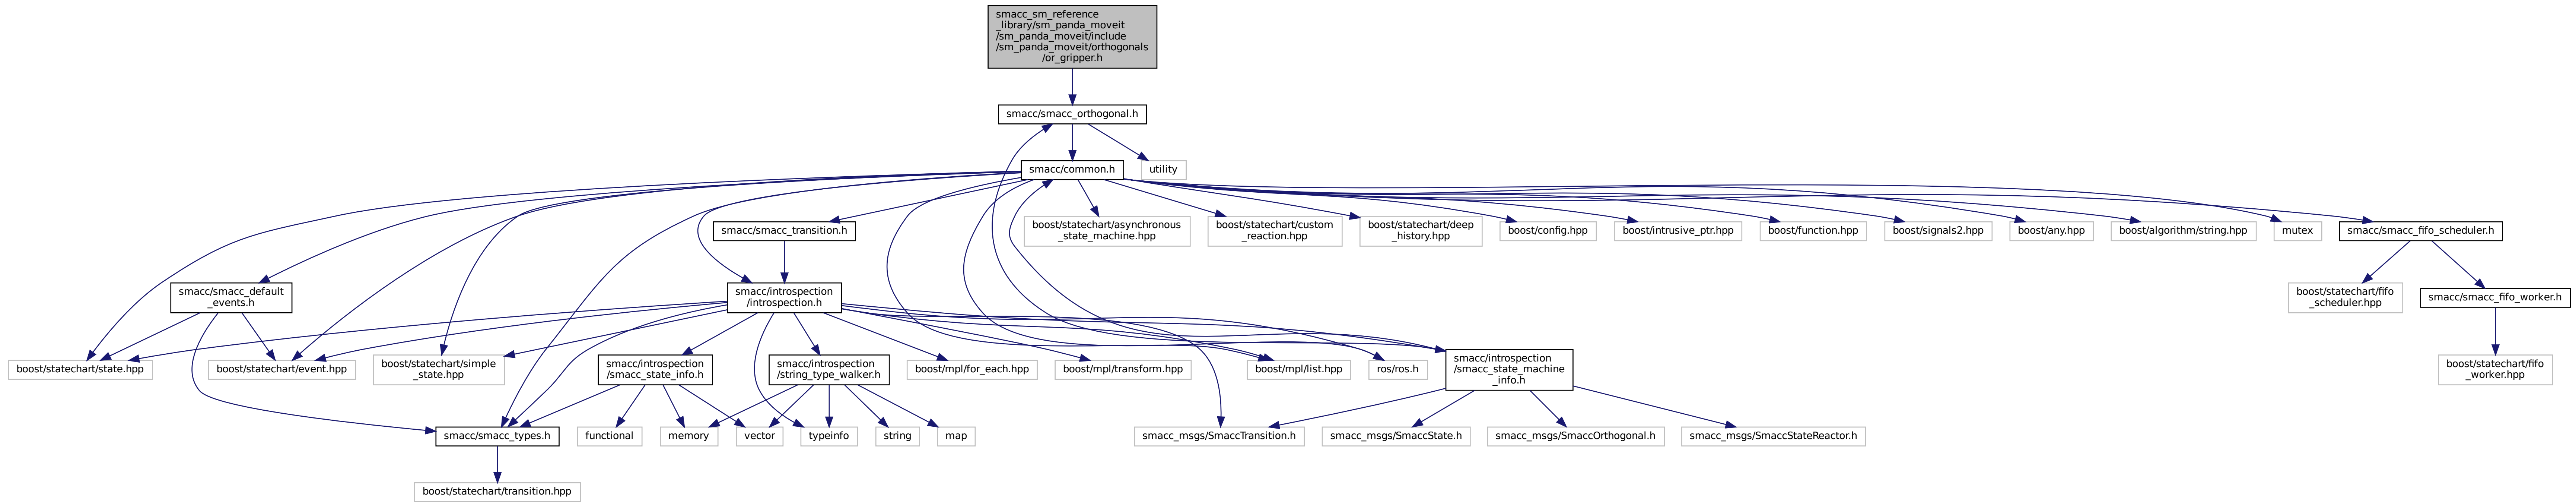 smacc_sm_reference
_library/sm_panda_moveit
/sm_panda_moveit/include
/sm_panda_moveit/orthogonals
/or_gripper.h
smacc/smacc_orthogonal.h
smacc/common.h
utility
smacc/smacc_transition.h
boost/statechart/asynchronous
_state_machine.hpp
boost/statechart/custom
_reaction.hpp
boost/statechart/deep
_history.hpp
boost/config.hpp
boost/intrusive_ptr.hpp
boost/function.hpp
boost/signals2.hpp
boost/any.hpp
boost/algorithm/string.hpp
mutex
smacc/smacc_fifo_scheduler.h
smacc/smacc_default
_events.h
smacc/introspection
/introspection.h
boost/statechart/fifo
_scheduler.hpp
smacc/smacc_fifo_worker.h
boost/statechart/state.hpp
boost/statechart/event.hpp
boost/statechart/simple
_state.hpp
smacc/introspection
/smacc_state_info.h
smacc/introspection
/string_type_walker.h
boost/mpl/for_each.hpp
boost/mpl/transform.hpp
boost/mpl/list.hpp
ros/ros.h
smacc/introspection
/smacc_state_machine
_info.h
boost/statechart/fifo
_worker.hpp
smacc/smacc_types.h
functional
memory
vector
typeinfo
string
map
smacc_msgs/SmaccTransition.h
smacc_msgs/SmaccState.h
smacc_msgs/SmaccOrthogonal.h
smacc_msgs/SmaccStateReactor.h
boost/statechart/transition.hpp